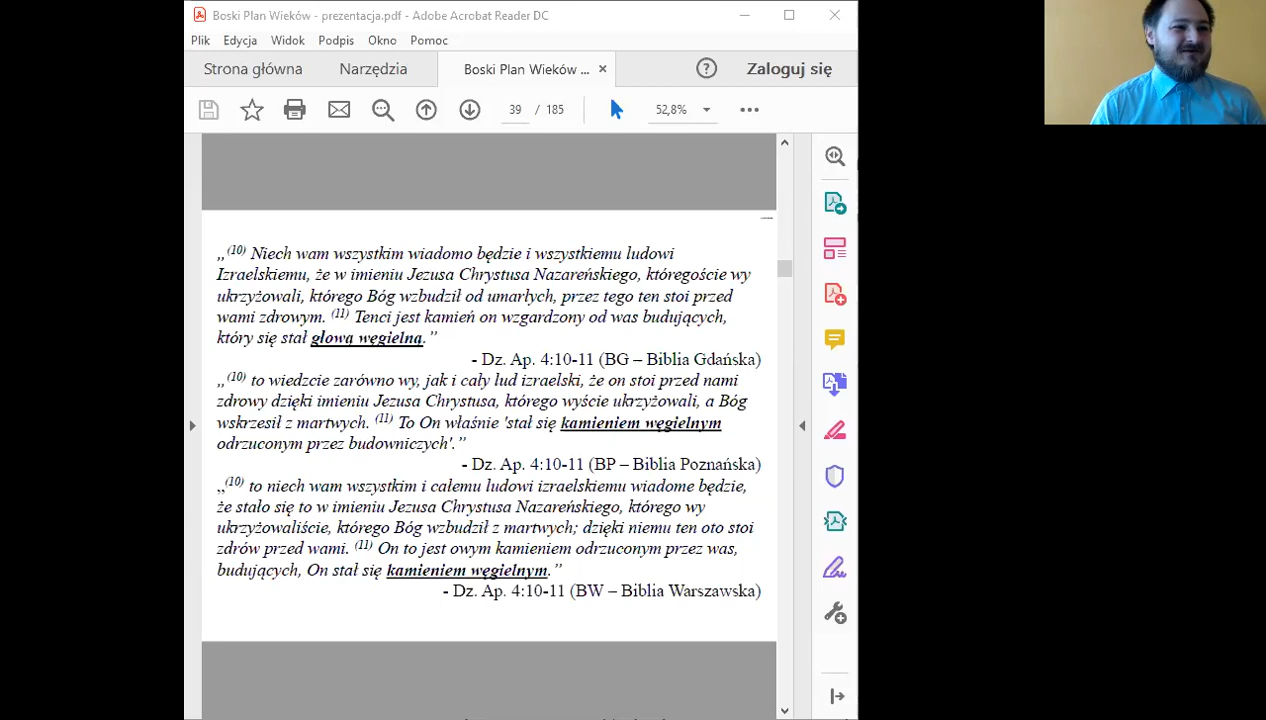 Boski Plan Wieków - prezentacja.pdf - Adobe Acrobat Reader DC
Plik Edycja Widok Podpis Okno Pomoc
Strona główna Narzędzia Boski Plan Wieków ... × Zaloguj się
39 / 185 52,8%
„(10) Niech wam wszystkim wiadomo będzie i wszystkiemu ludowi
Izraelskiemu, że w imieniu Jezusa Chrystusa Nazareńskiego, któregoście wy
ukrzyżowali, którego Bóg wzbudził od umarłych, przez tego ten stoi przed
wami zdrowym. (11) Tenci jest kamień on wzgardzony od was budujących,
który się stał głową węgielną.”
- Dz. Ap. 4:10-11 (BG – Biblia Gdańska)
„(10) to wiedzcie zarówno wy, jak i cały lud izraelski, że on stoi przed nami
zdrowy dzięki imieniu Jezusa Chrystusa, którego wyście ukrzyżowali, a Bóg
wskrzesił z martwych. (11) To On właśnie 'stał się kamieniem węgielnym
odrzuconym przez budowniczych'.”
- Dz. Ap. 4:10-11 (BP – Biblia Poznańska)
„(10) to niech wam wszystkim i całemu ludowi izraelskiemu wiadome będzie,
że stało się to w imieniu Jezusa Chrystusa Nazareńskiego, którego wy
ukrzyżowaliście, którego Bóg wzbudził z martwych; dzięki niemu ten oto stoi
zdrów przed wami. (11) On to jest owym kamieniem odrzuconym przez was,
budujących, On stał się kamieniem węgielnym.”
- Dz. Ap. 4:10-11 (BW – Biblia Warszawska)